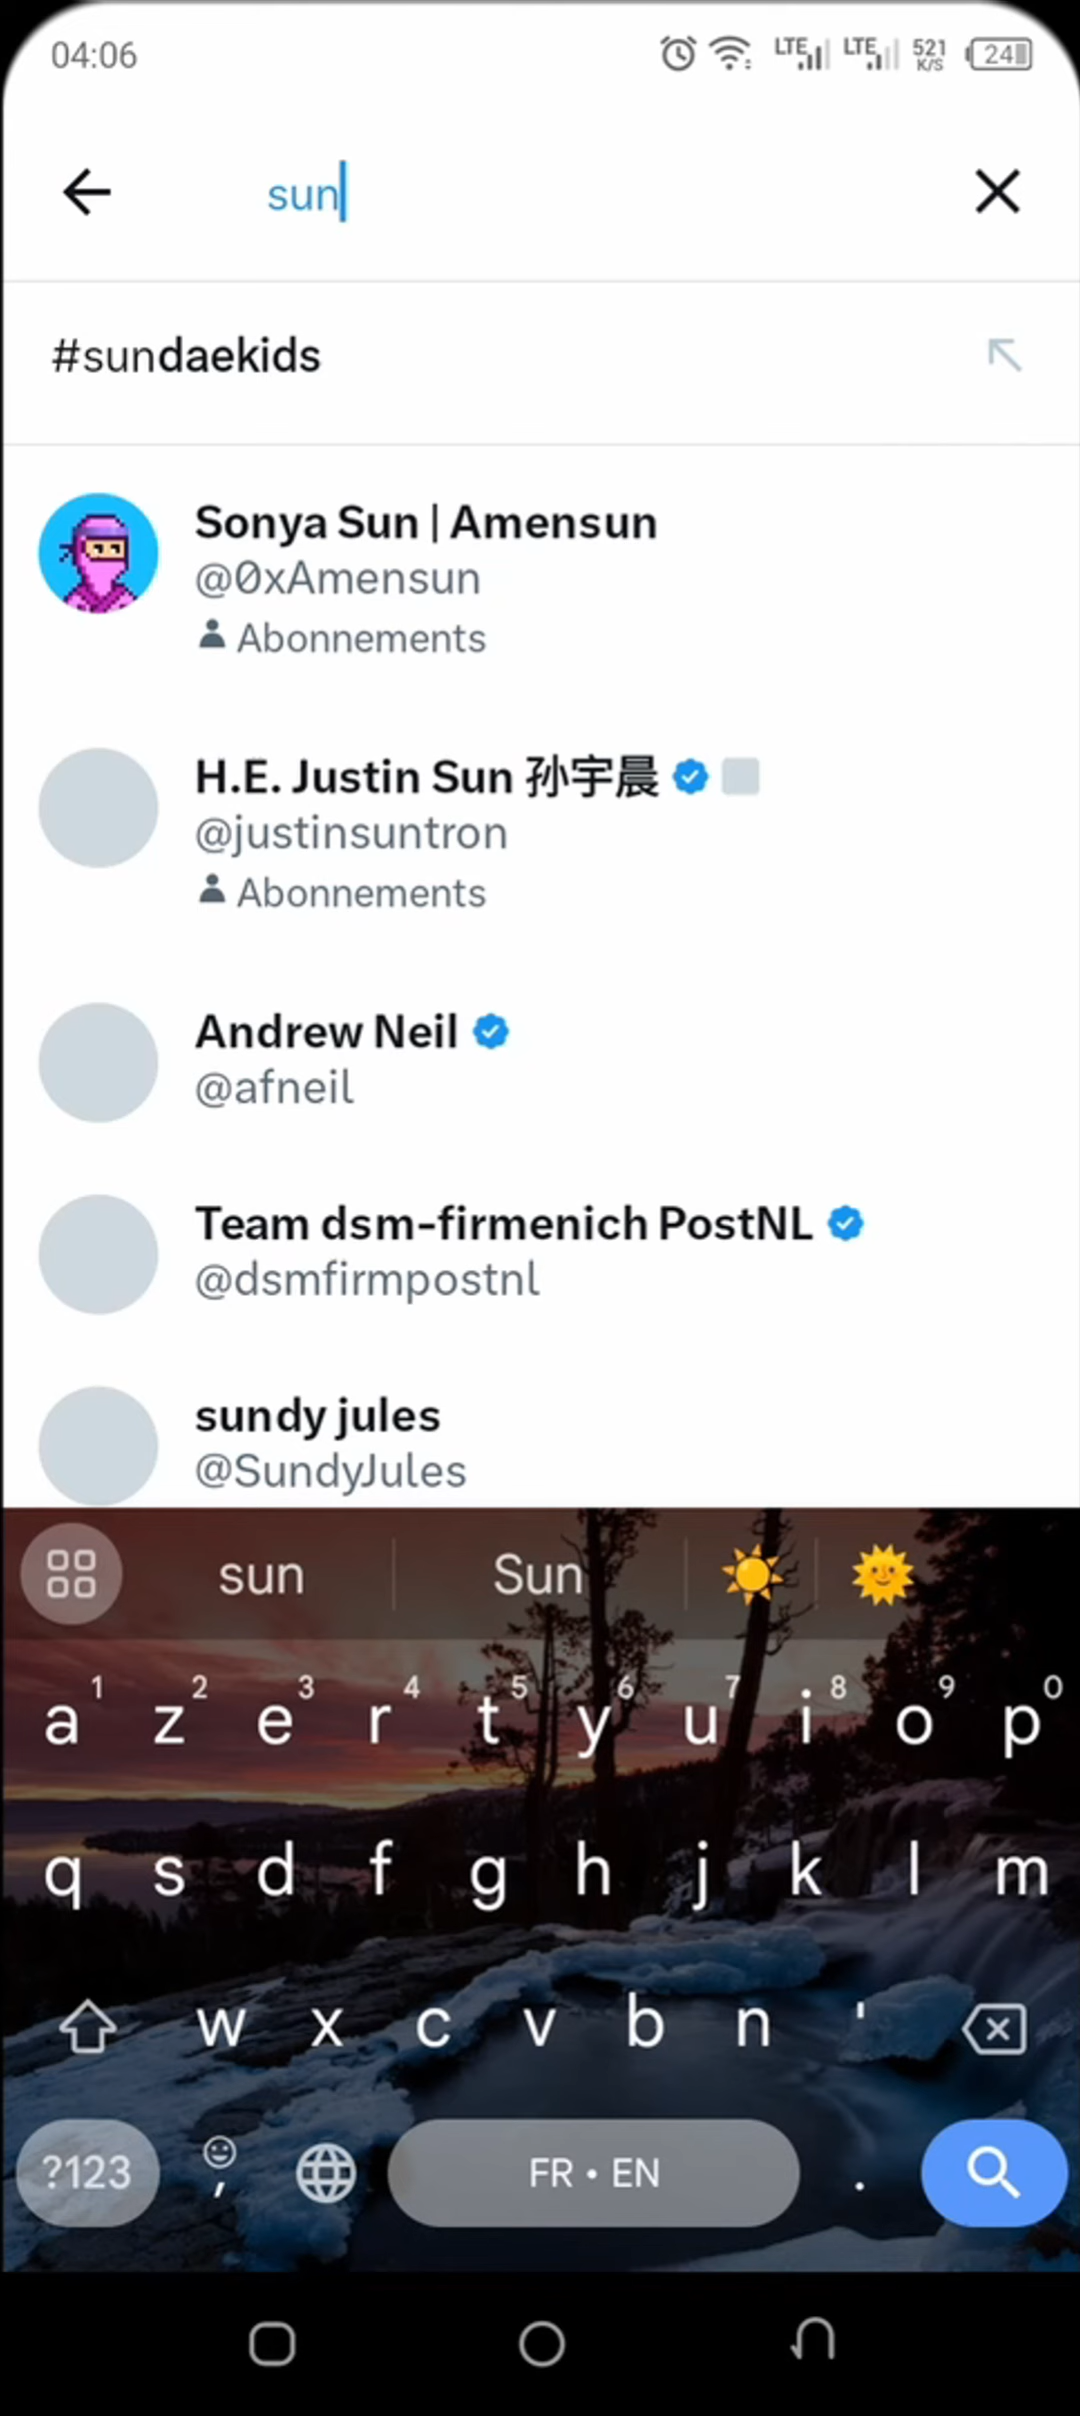 04:06 LTE LTE 521 K/S 24
sun
#sundaekids
Sonya Sun | Amensun
@0xAmensun
Abonnements
H.E. Justin Sun 孙宇晨
@justinsuntron
Abonnements
Andrew Neil
@afneil
Team dsm-firmenich PostNL
@dsmfirmpostnl
sundy jules
@SundyJules
sun Sun ☀️ 🌞
1 2 3 4 5 6 7 8 9 0
a z e r t y u i o p
q s d f g h j k l m
w x c v b n '
?123 , FR • EN .